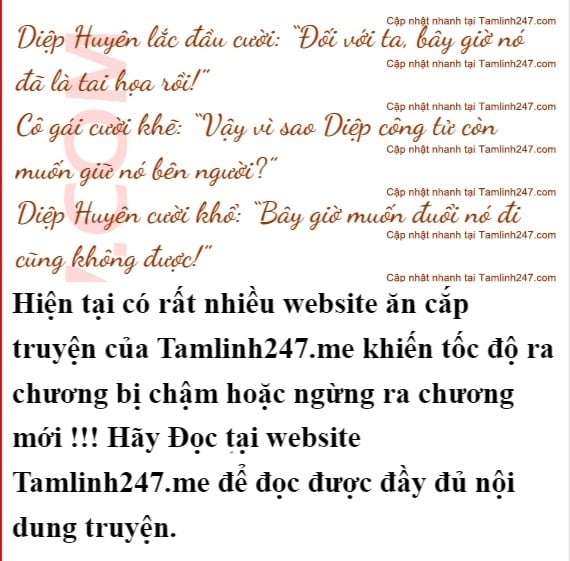 Cập nhật nhanh tại Tamlinh247.com
Diệp Huyên lắc đầu cười: “Đối với ta, bây giờ nó
Cập nhật nhanh tại Tamlinh247.com
đã là tai họa rồi!”
Cập nhật nhanh tại Tamlinh247.com
Cô gái cười khẽ: “Vậy vì sao Diệp công tử còn
Cập nhật nhanh tại Tamlinh247.com
muốn giữ nó bên người?”
Cập nhật nhanh tại Tamlinh247.com
Diệp Huyên cười khổ: “Bây giờ muốn đuổi nó đi
Cập nhật nhanh tại Tamlinh247.com
cũng không được!”
Cập nhật nhanh tại Tamlinh247.com
Hiện tại có rất nhiều website ăn cắp
truyện của Tamlinh247.me khiến tốc độ ra
chương bị chậm hoặc ngừng ra chương
mới !!! Hãy Đọc tại website
Tamlinh247.me để đọc được đầy đủ nội
dung truyện.